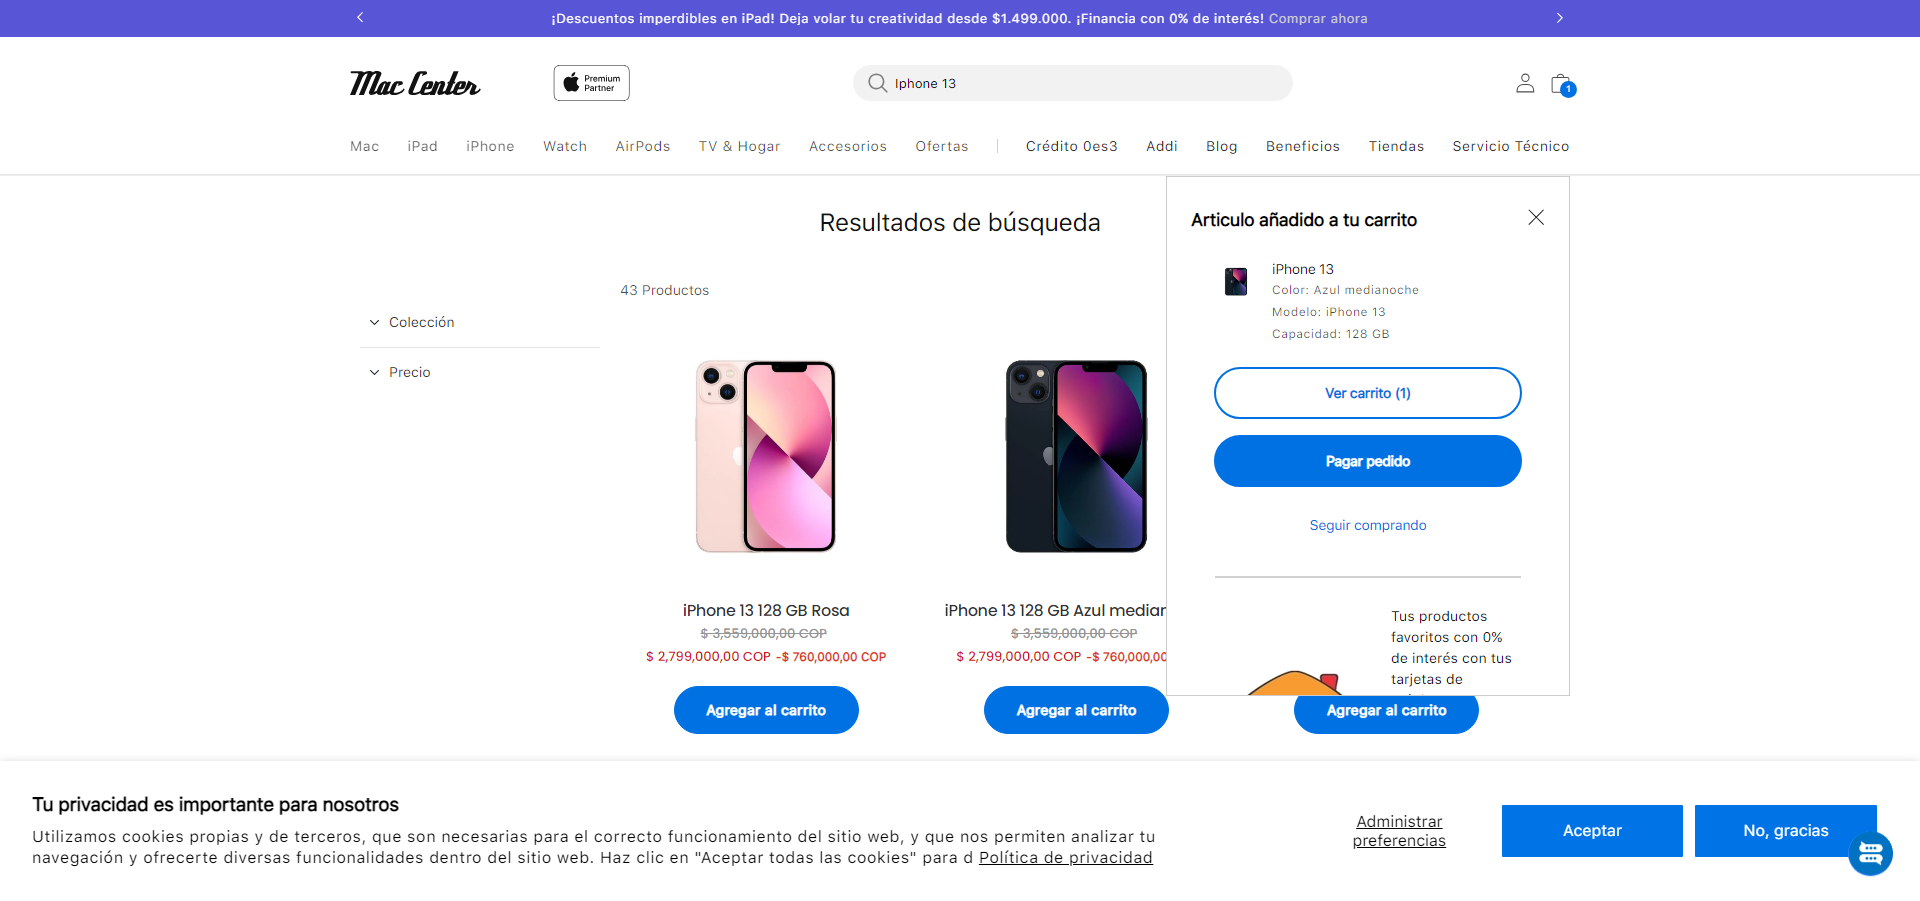 ¡Descuentos imperdibles en iPad! Deja volar tu creatividad desde $1.499.000. ¡Financia con 0% de interés! Comprar ahora
Mac Center
Premium
Partner
Iphone 13
1
Mac
iPad
iPhone
Watch
AirPods
TV & Hogar
Accesorios
Ofertas
Crédito 0es3
Addi
Blog
Beneficios
Tiendas
Servicio Técnico
Resultados de búsqueda
43 Productos
Colección
Precio
iPhone 13 128 GB Rosa
$ 3,559,000,00 COP
$ 2,799,000,00 COP -$ 760,000,00 COP
Agregar al carrito
iPhone 13 128 GB Azul median
$ 3,559,000,00 COP
$ 2,799,000,00 COP -$ 760,000,00
Agregar al carrito
Agregar al carrito
Articulo añadido a tu carrito
iPhone 13
Color: Azul medianoche
Modelo: iPhone 13
Capacidad: 128 GB
Ver carrito (1)
Pagar pedido
Seguir comprando
Tus productos
favoritos con 0%
de interés con tus
tarjetas de
Tu privacidad es importante para nosotros
Utilizamos cookies propias y de terceros, que son necesarias para el correcto funcionamiento del sitio web, y que nos permiten analizar tu
navegación y ofrecerte diversas funcionalidades dentro del sitio web. Haz clic en "Aceptar todas las cookies" para d Política de privacidad
Administrar
preferencias
Aceptar
No, gracias